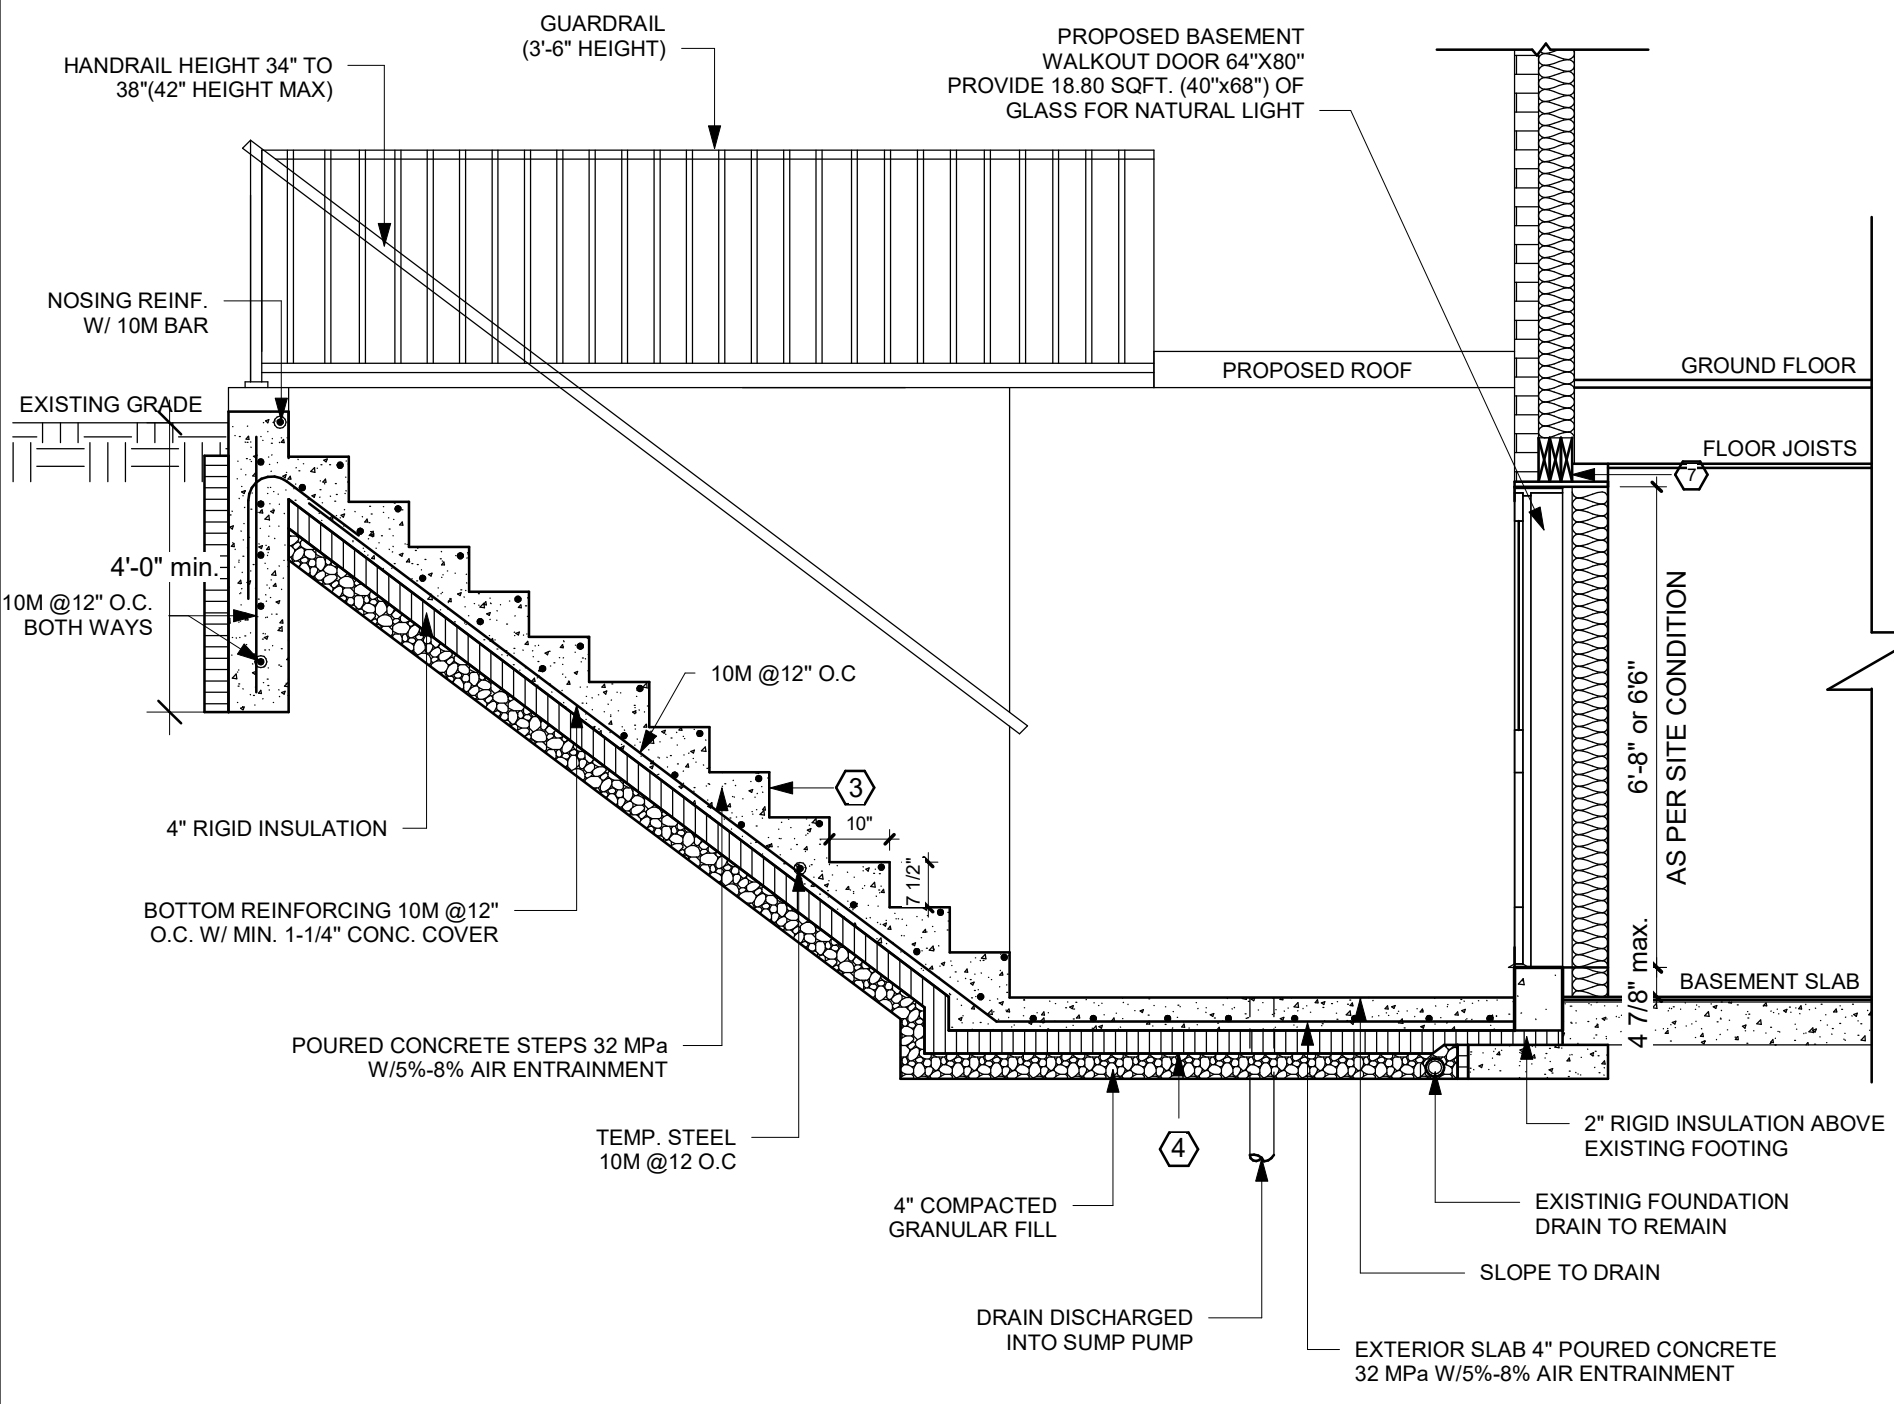 GUARDRAIL
(3'-6" HEIGHT)
HANDRAIL HEIGHT 34" TO
38"(42" HEIGHT MAX)
PROPOSED BASEMENT
WALKOUT DOOR 64"X80"
PROVIDE 18.80 SQFT. (40"x68") OF
GLASS FOR NATURAL LIGHT
NOSING REINF.
W/ 10M BAR
EXISTING GRADE
PROPOSED ROOF
GROUND FLOOR
FLOOR JOISTS
7
4'-0" min.
10M @12" O.C.
BOTH WAYS
10M @12" O.C
3
10"
7 1/2"
6'-8" or 6'6"
AS PER SITE CONDITION
4" RIGID INSULATION
BOTTOM REINFORCING 10M @12"
O.C. W/ MIN. 1-1/4" CONC. COVER
4 7/8" max.
BASEMENT SLAB
POURED CONCRETE STEPS 32 MPa
W/5%-8% AIR ENTRAINMENT
TEMP. STEEL
10M @12 O.C
4
2" RIGID INSULATION ABOVE
EXISTING FOOTING
4" COMPACTED
GRANULAR FILL
EXISTINIG FOUNDATION
DRAIN TO REMAIN
SLOPE TO DRAIN
DRAIN DISCHARGED
INTO SUMP PUMP
EXTERIOR SLAB 4" POURED CONCRETE
32 MPa W/5%-8% AIR ENTRAINMENT